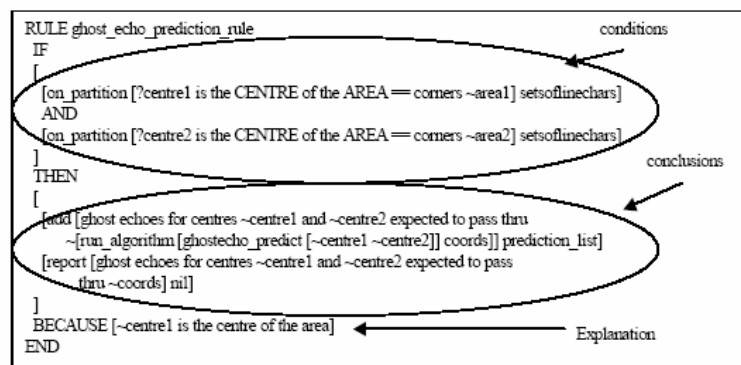 RULE ghost_echo_prediction_rule
conditions
IF
[
[on_partition [?centre1 is the CENTRE of the AREA == corners ~area1] setsoflinechars]
AND
[on_partition [?centre2 is the CENTRE of the AREA == corners ~area2] setsoflinechars]
]
THEN
conclusions
[
[add [ghost echoes for centres ~centre1 and ~centre2 expected to pass thru
~[run_algorithm [ghostecho_predict [~centre1 ~centre2]] coords]] prediction_list]
[report [ghost echoes for centres ~centre1 and ~centre2 expected to pass
thru ~coords] nil]
]
BECAUSE [~centre1 is the centre of the area]
Explanation
END